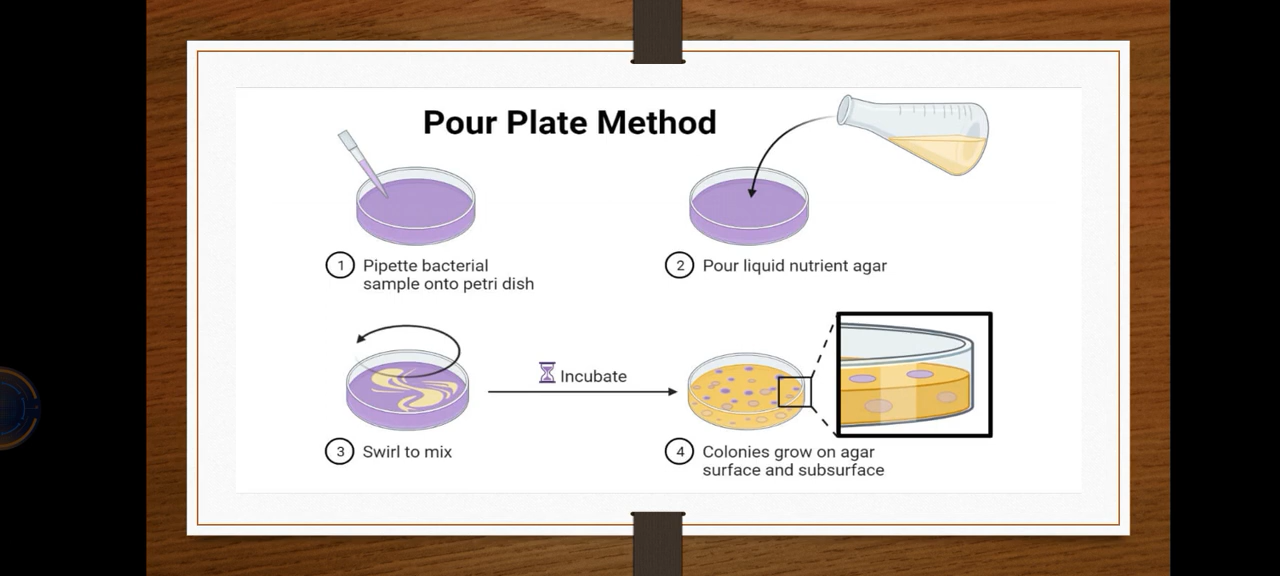 Pour Plate Method
1 Pipette bacterial
sample onto petri dish
2 Pour liquid nutrient agar
3 Swirl to mix
Incubate
4 Colonies grow on agar
surface and subsurface